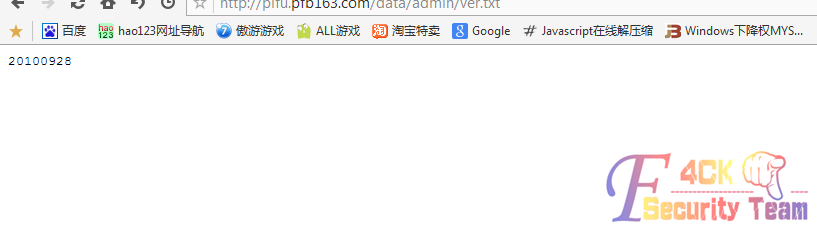 http://pifu.pfb163.com/data/admin/ver.txt
百度 hao123网址导航 傲游游戏 ALL游戏 淘宝特卖 Google Javascript在线解压缩 Windows下降权MYS...
20100928
F4CK
Security Team